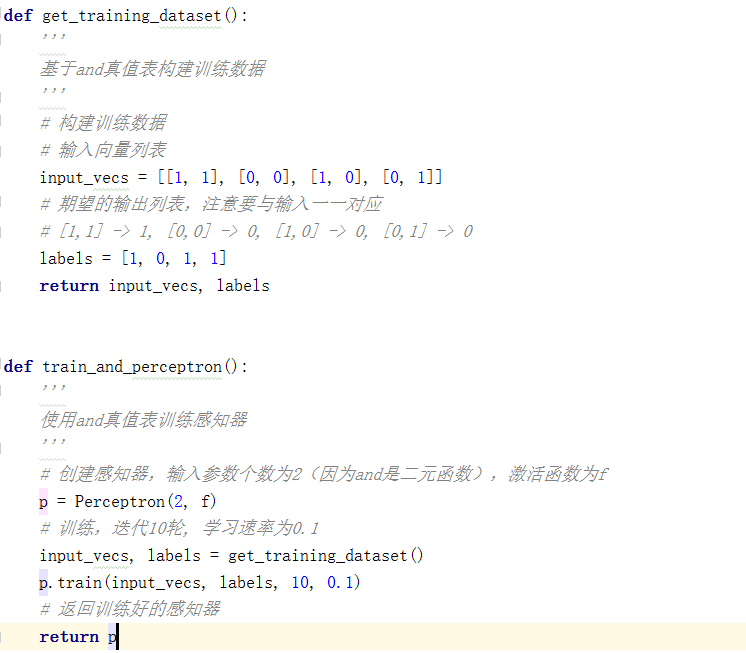 def get_training_dataset():
    '''
    基于and真值表构建训练数据
    '''
    # 构建训练数据
    # 输入向量列表
    input_vecs = [[1, 1], [0, 0], [1, 0], [0, 1]]
    # 期望的输出列表，注意要与输入一一对应
    # [1,1] -> 1, [0,0] -> 0, [1,0] -> 0, [0,1] -> 0
    labels = [1, 0, 1, 1]
    return input_vecs, labels
def train_and_perceptron():
    '''
    使用and真值表训练感知器
    '''
    # 创建感知器，输入参数个数为2（因为and是二元函数），激活函数为f
    p = Perceptron(2, f)
    # 训练，迭代10轮, 学习速率为0.1
    input_vecs, labels = get_training_dataset()
    p.train(input_vecs, labels, 10, 0.1)
    # 返回训练好的感知器
    return p